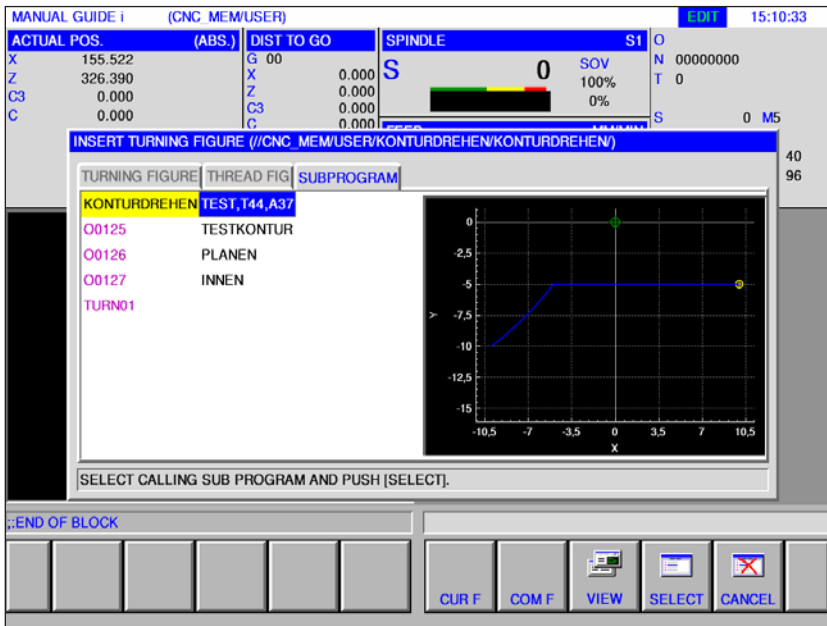 MANUAL GUIDE i (CNC_MEM/USER) EDIT 15:10:33
ACTUAL POS. (ABS.) DIST TO GO SPINDLE S1 O
X 155.522 G 00 N 00000000
Z 326.390 X 0.000 S 0 SOV T 0
C3 0.000 Z 0.000 100%
C 0.000 C3 0.000 0%
C 0.000 S 0 M5
FEED MM/MIN
INSERT TURNING FIGURE (//CNC_MEM/USER/KONTURDREHEN/KONTURDREHEN/)
40
96
TURNING FIGURE THREAD FIG SUBPROGRAM
KONTURDREHEN TEST,T44,A37
O0125 TESTKONTUR
O0126 PLANEN
O0127 INNEN
TURN01
0
-2,5
-5
Y -7,5
-10
-12,5
-15
-10,5 -7 -3,5 0 3,5 7 10,5
X
SELECT CALLING SUB PROGRAM AND PUSH [SELECT].
;:END OF BLOCK
CUR F COM F VIEW SELECT CANCEL